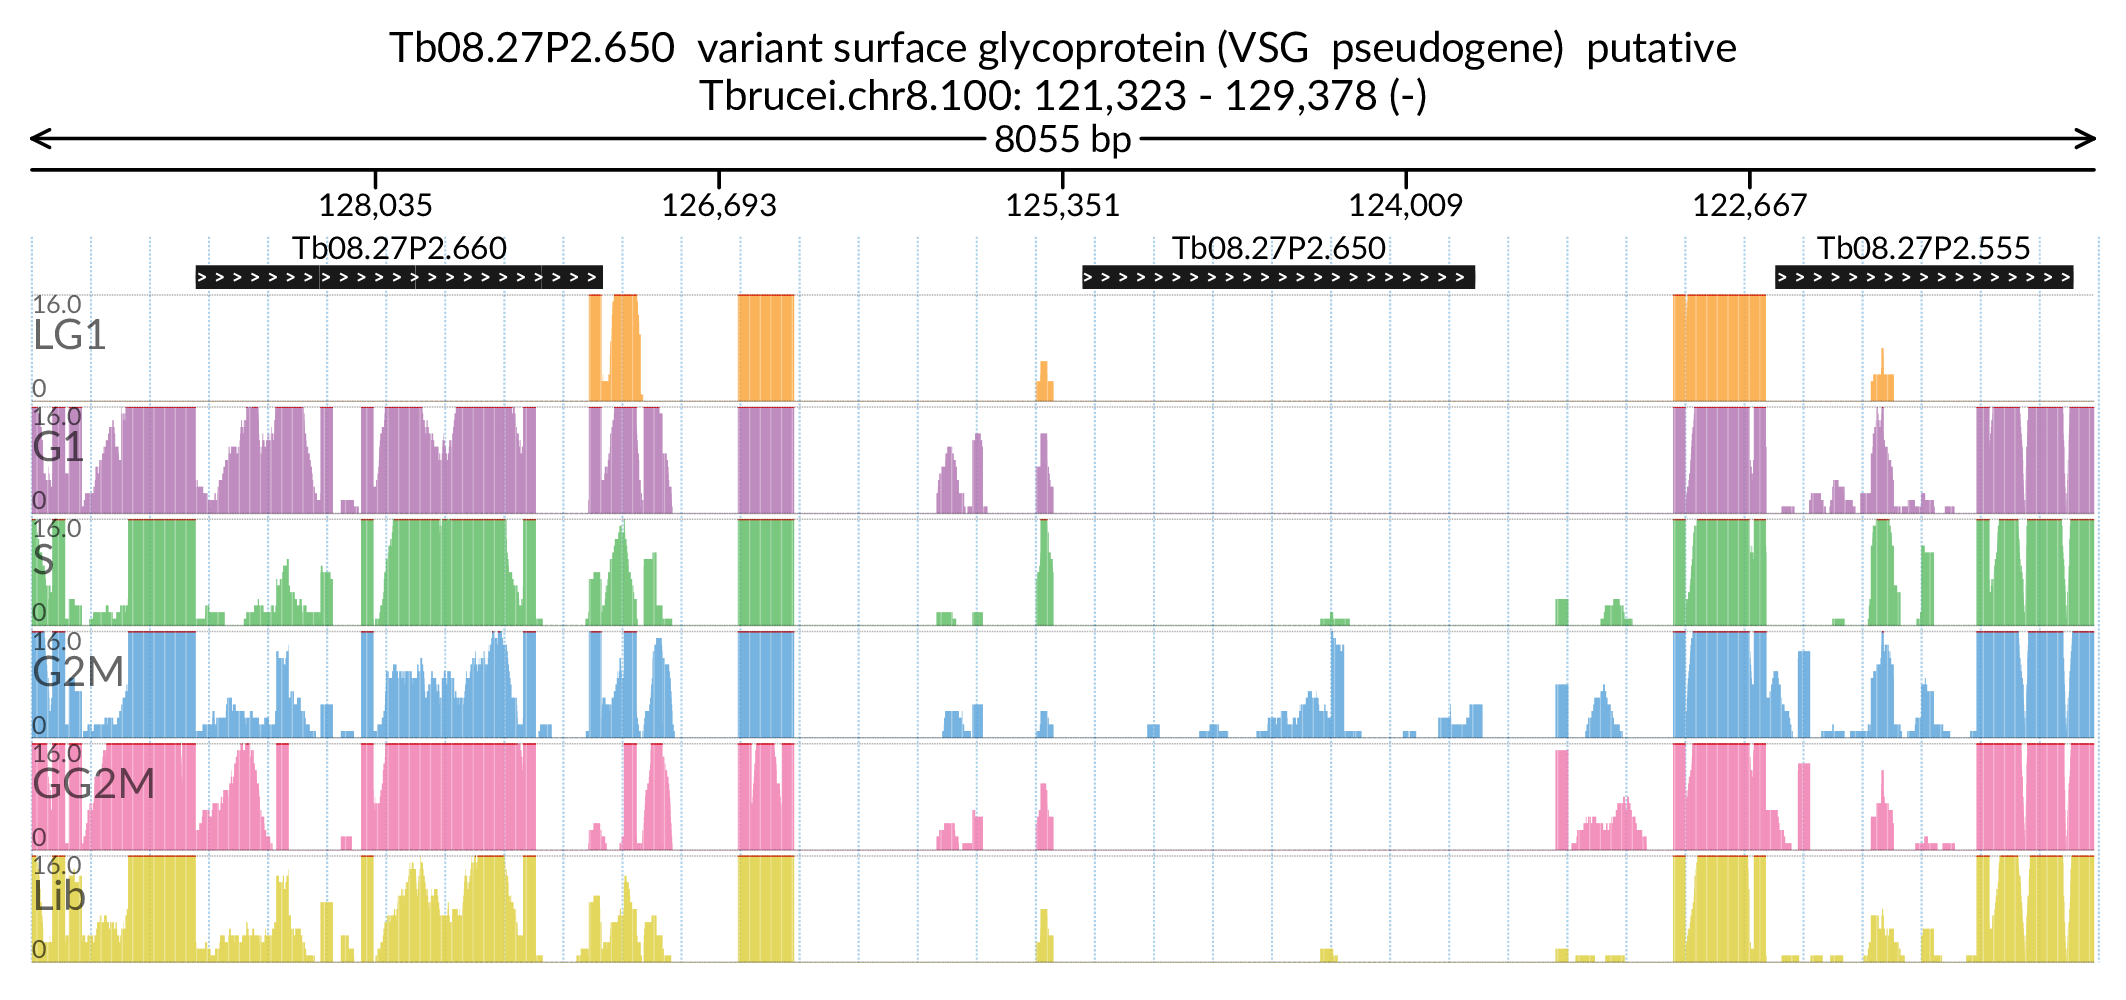 Tb08.27P2.650 variant surface glycoprotein (VSG pseudogene) putative
Tbrucei.chr8.100: 121,323 - 129,378 (-)
8055 bp
128,035 126,693 125,351 124,009 122,667
Tb08.27P2.660 Tb08.27P2.650 Tb08.27P2.555
16.0
LG1
0
16.0
G1
0
16.0
S
0
16.0
G2M
0
16.0
GG2M
0
16.0
Lib
0